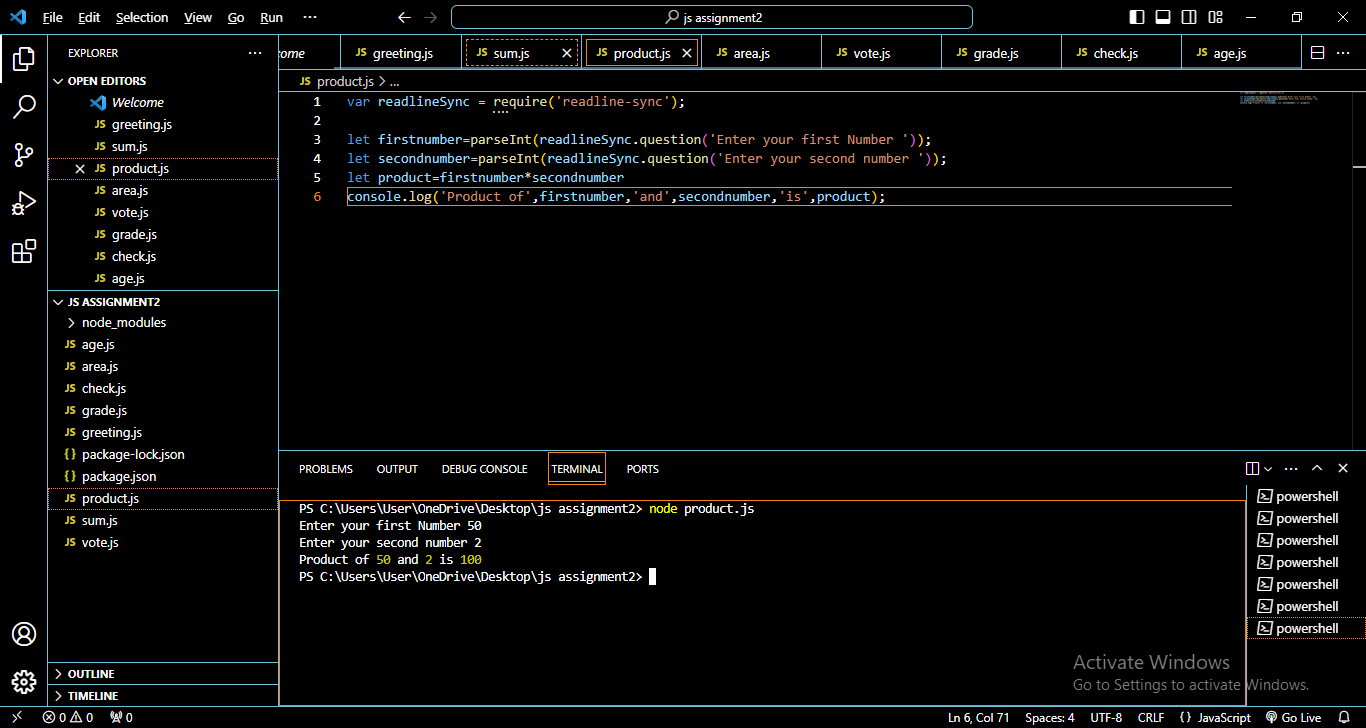 File Edit Selection View Go Run ··· js assignment2
EXPLORER ···
OPEN EDITORS
Welcome
JS greeting.js
JS sum.js
JS product.js
JS area.js
JS vote.js
JS grade.js
JS check.js
JS age.js
JS ASSIGNMENT2
node_modules
JS age.js
JS area.js
JS check.js
JS grade.js
JS greeting.js
{} package-lock.json
{} package.json
JS product.js
JS sum.js
JS vote.js
OUTLINE
TIMELINE
ome JS greeting.js JS sum.js JS product.js JS area.js JS vote.js JS grade.js JS check.js JS age.js ···
JS product.js > ...
1 var readlineSync = require('readline-sync');
2
3 let firstnumber=parseInt(readlineSync.question('Enter your first Number '));
4 let secondnumber=parseInt(readlineSync.question('Enter your second number '));
5 let product=firstnumber*secondnumber
6 console.log('Product of',firstnumber,'and',secondnumber,'is',product);
PROBLEMS OUTPUT DEBUG CONSOLE TERMINAL PORTS ···
PS C:\Users\User\OneDrive\Desktop\js assignment2> node product.js
Enter your first Number 50
Enter your second number 2
Product of 50 and 2 is 100
PS C:\Users\User\OneDrive\Desktop\js assignment2>
powershell
powershell
powershell
powershell
powershell
powershell
powershell
Activate Windows
Go to Settings to activate Windows.
0 0 0 Ln 6, Col 71 Spaces: 4 UTF-8 CRLF {} JavaScript Go Live